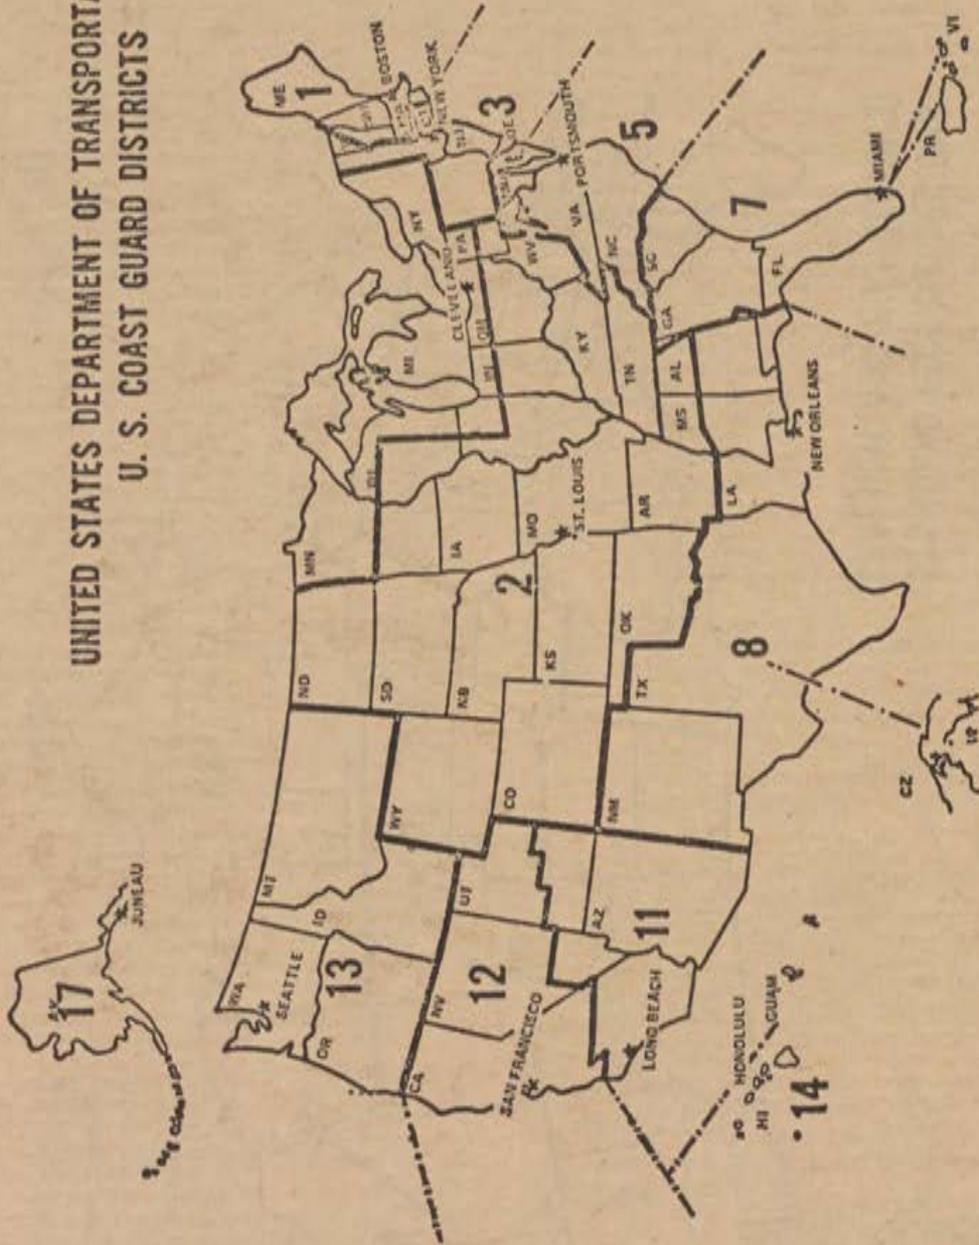 UNITED STATES DEPARTMENT OF TRANSPORTA
U. S. COAST GUARD DISTRICTS
AK
17
JUNEAU
WA
SEATTLE
13
OR
MT
ID
ND
MN
SD
WY
NB
IA
2
CA
NV
12
UT
CO
KS
MO
ST. LOUIS
SAN FRANCISCO
AZ
11
NM
TX
OK
AR
LONG BEACH
8
LA
MS
AL
NEW ORLEANS
ME
1
BOSTON
NEW YORK
NY
NJ
3
DE
CLEVELAND
PA
MI
OH
IN
WV
VA
PORTSMOUTH
KY
TN
NC
5
SC
GA
7
FL
MIAMI
PR
VI
CZ
HONOLULU
GUAM
HI
14